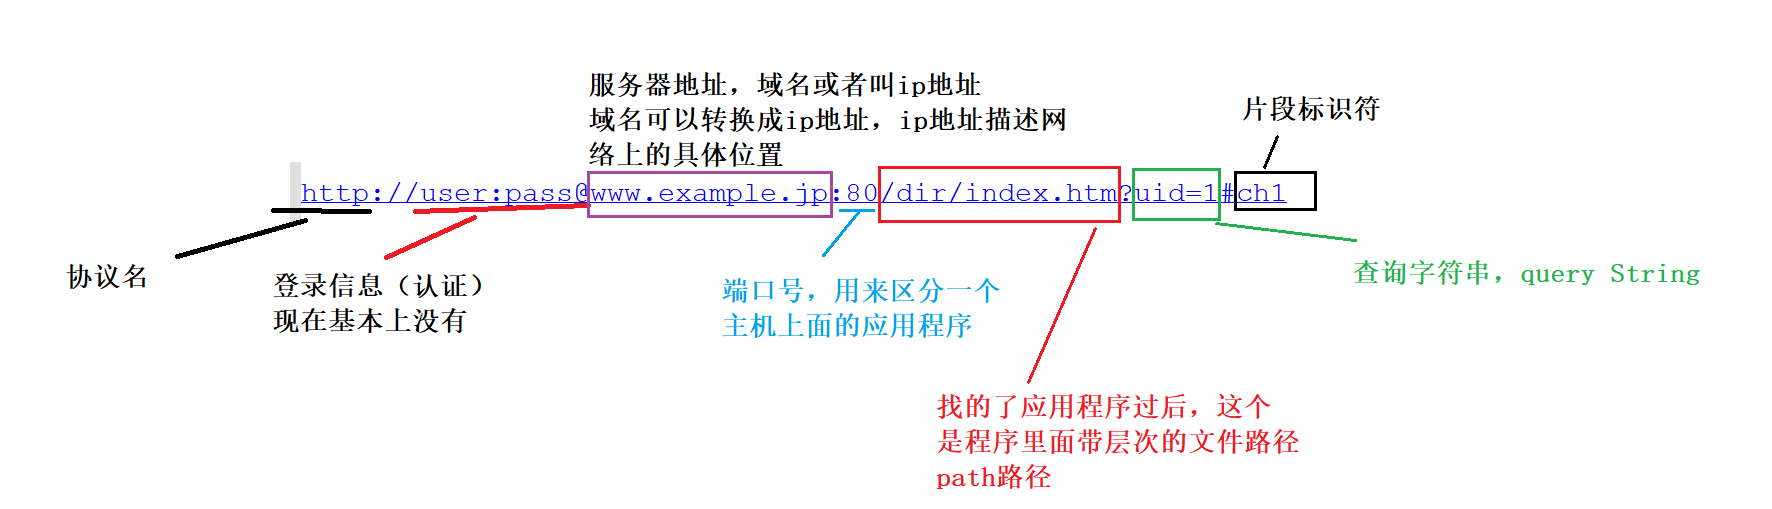 服务器地址，域名或者叫ip地址
域名可以转换成ip地址，ip地址描述网
络上的具体位置
片段标识符
http://user:pass@www.example.jp:80/dir/index.htm?uid=1#ch1
协议名
登录信息（认证）
现在基本上没有
端口号，用来区分一个
主机上面的应用程序
查询字符串，query String
找的了应用程序过后，这个
是程序里面带层次的文件路径
path路径